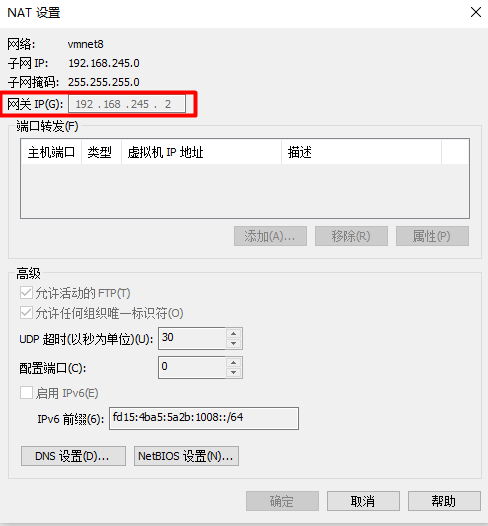 NAT 设置
网络: vmnet8
子网 IP: 192.168.245.0
子网掩码: 255.255.255.0
网关 IP(G): 192 . 168 . 245 . 2
端口转发(F)
主机端口 类型 虚拟机 IP 地址 描述
添加(A)... 移除(R) 属性(P)
高级
允许活动的 FTP(T)
允许任何组织唯一标识符(O)
UDP 超时(以秒为单位)(U): 30
配置端口(C): 0
启用 IPv6(E)
IPv6 前缀(6): fd15:4ba5:5a2b:1008::/64
DNS 设置(D)... NetBIOS 设置(N)...
确定 取消 帮助